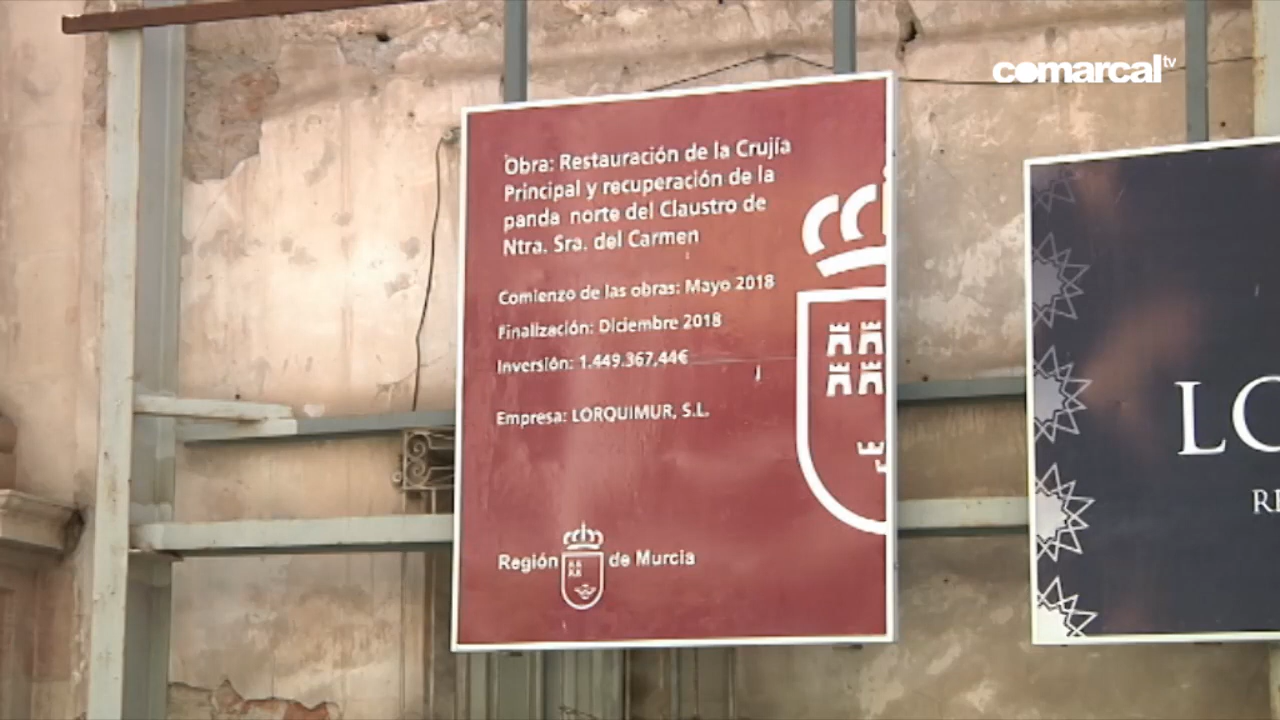 comarcal tv
Obra: Restauración de la Crujía
Principal y recuperación de la
panda norte del Claustro de
Ntra. Sra. del Carmen
Comienzo de las obras: Mayo 2018
Finalización: Diciembre 2018
Inversión: 1.449.367,44€
Empresa: LORQUIMUR, S.L.
Región de Murcia